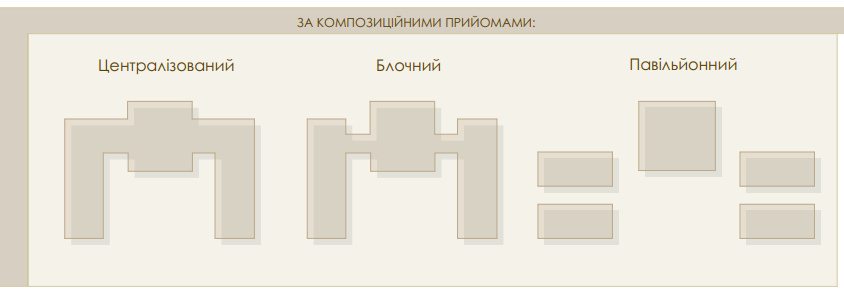 ЗА КОМПОЗИЦІЙНИМИ ПРИЙОМАМИ:
Централізований
Блочний
Павільйонний